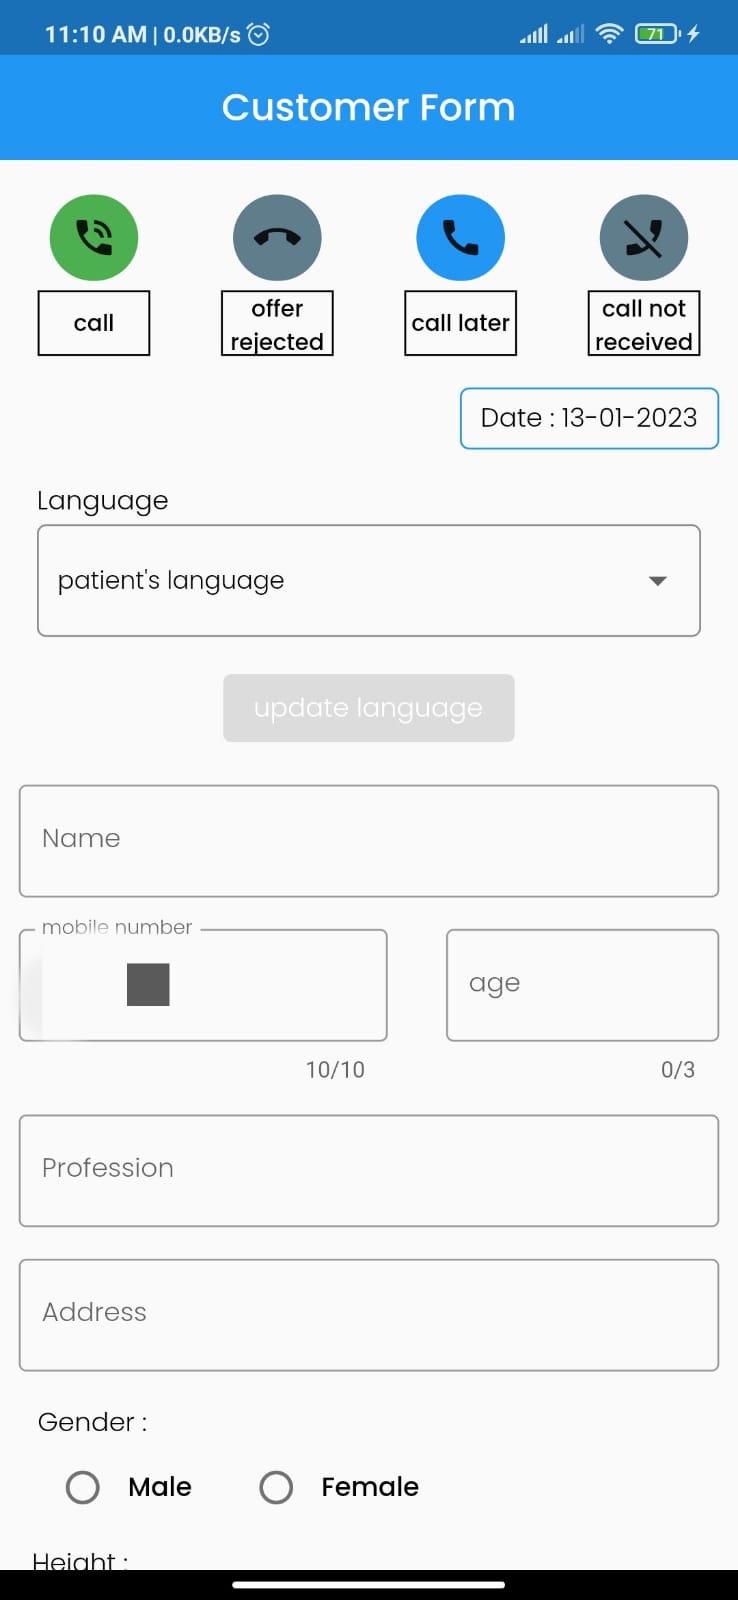 11:10 AM | 0.0KB/s
71
Customer Form
call
offer
rejected
call later
call not
received
Date : 13-01-2023
Language
patient's language
update language
Name
mobile number
age
10/10
0/3
Profession
Address
Gender :
Male
Female
Height :